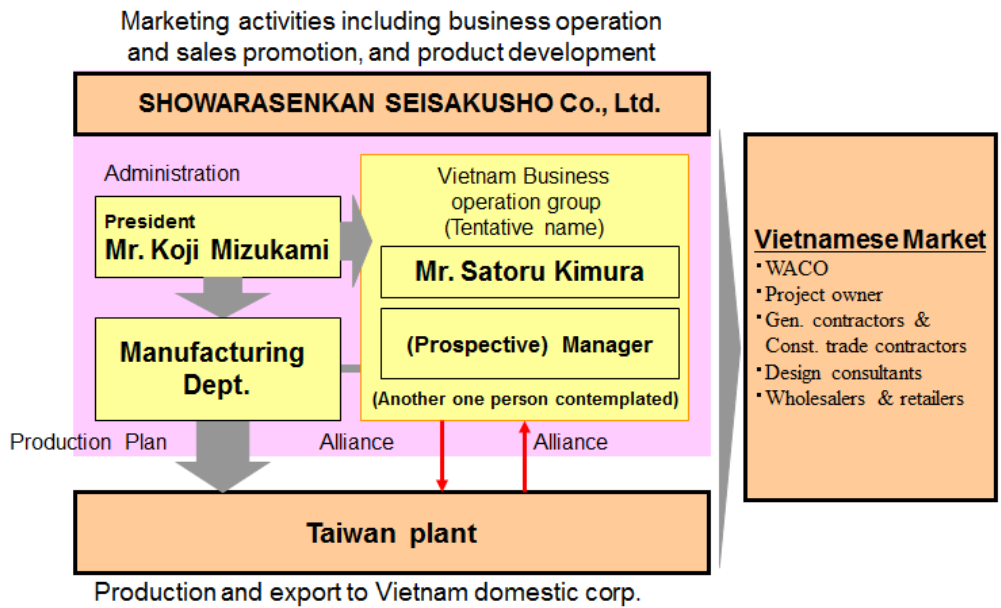 Marketing activities including business operation
and sales promotion, and product development
SHOWARASENKAN SEISAKUSHO Co., Ltd.
Administration
President
Mr. Koji Mizukami
Manufacturing
Dept.
Vietnam Business
operation group
(Tentative name)
Mr. Satoru Kimura
(Prospective) Manager
(Another one person contemplated)
Production Plan
Alliance
Alliance
Taiwan plant
Production and export to Vietnam domestic corp.
Vietnamese Market
・WACO
・Project owner
・Gen. contractors &
Const. trade contractors
・Design consultants
・Wholesalers & retailers